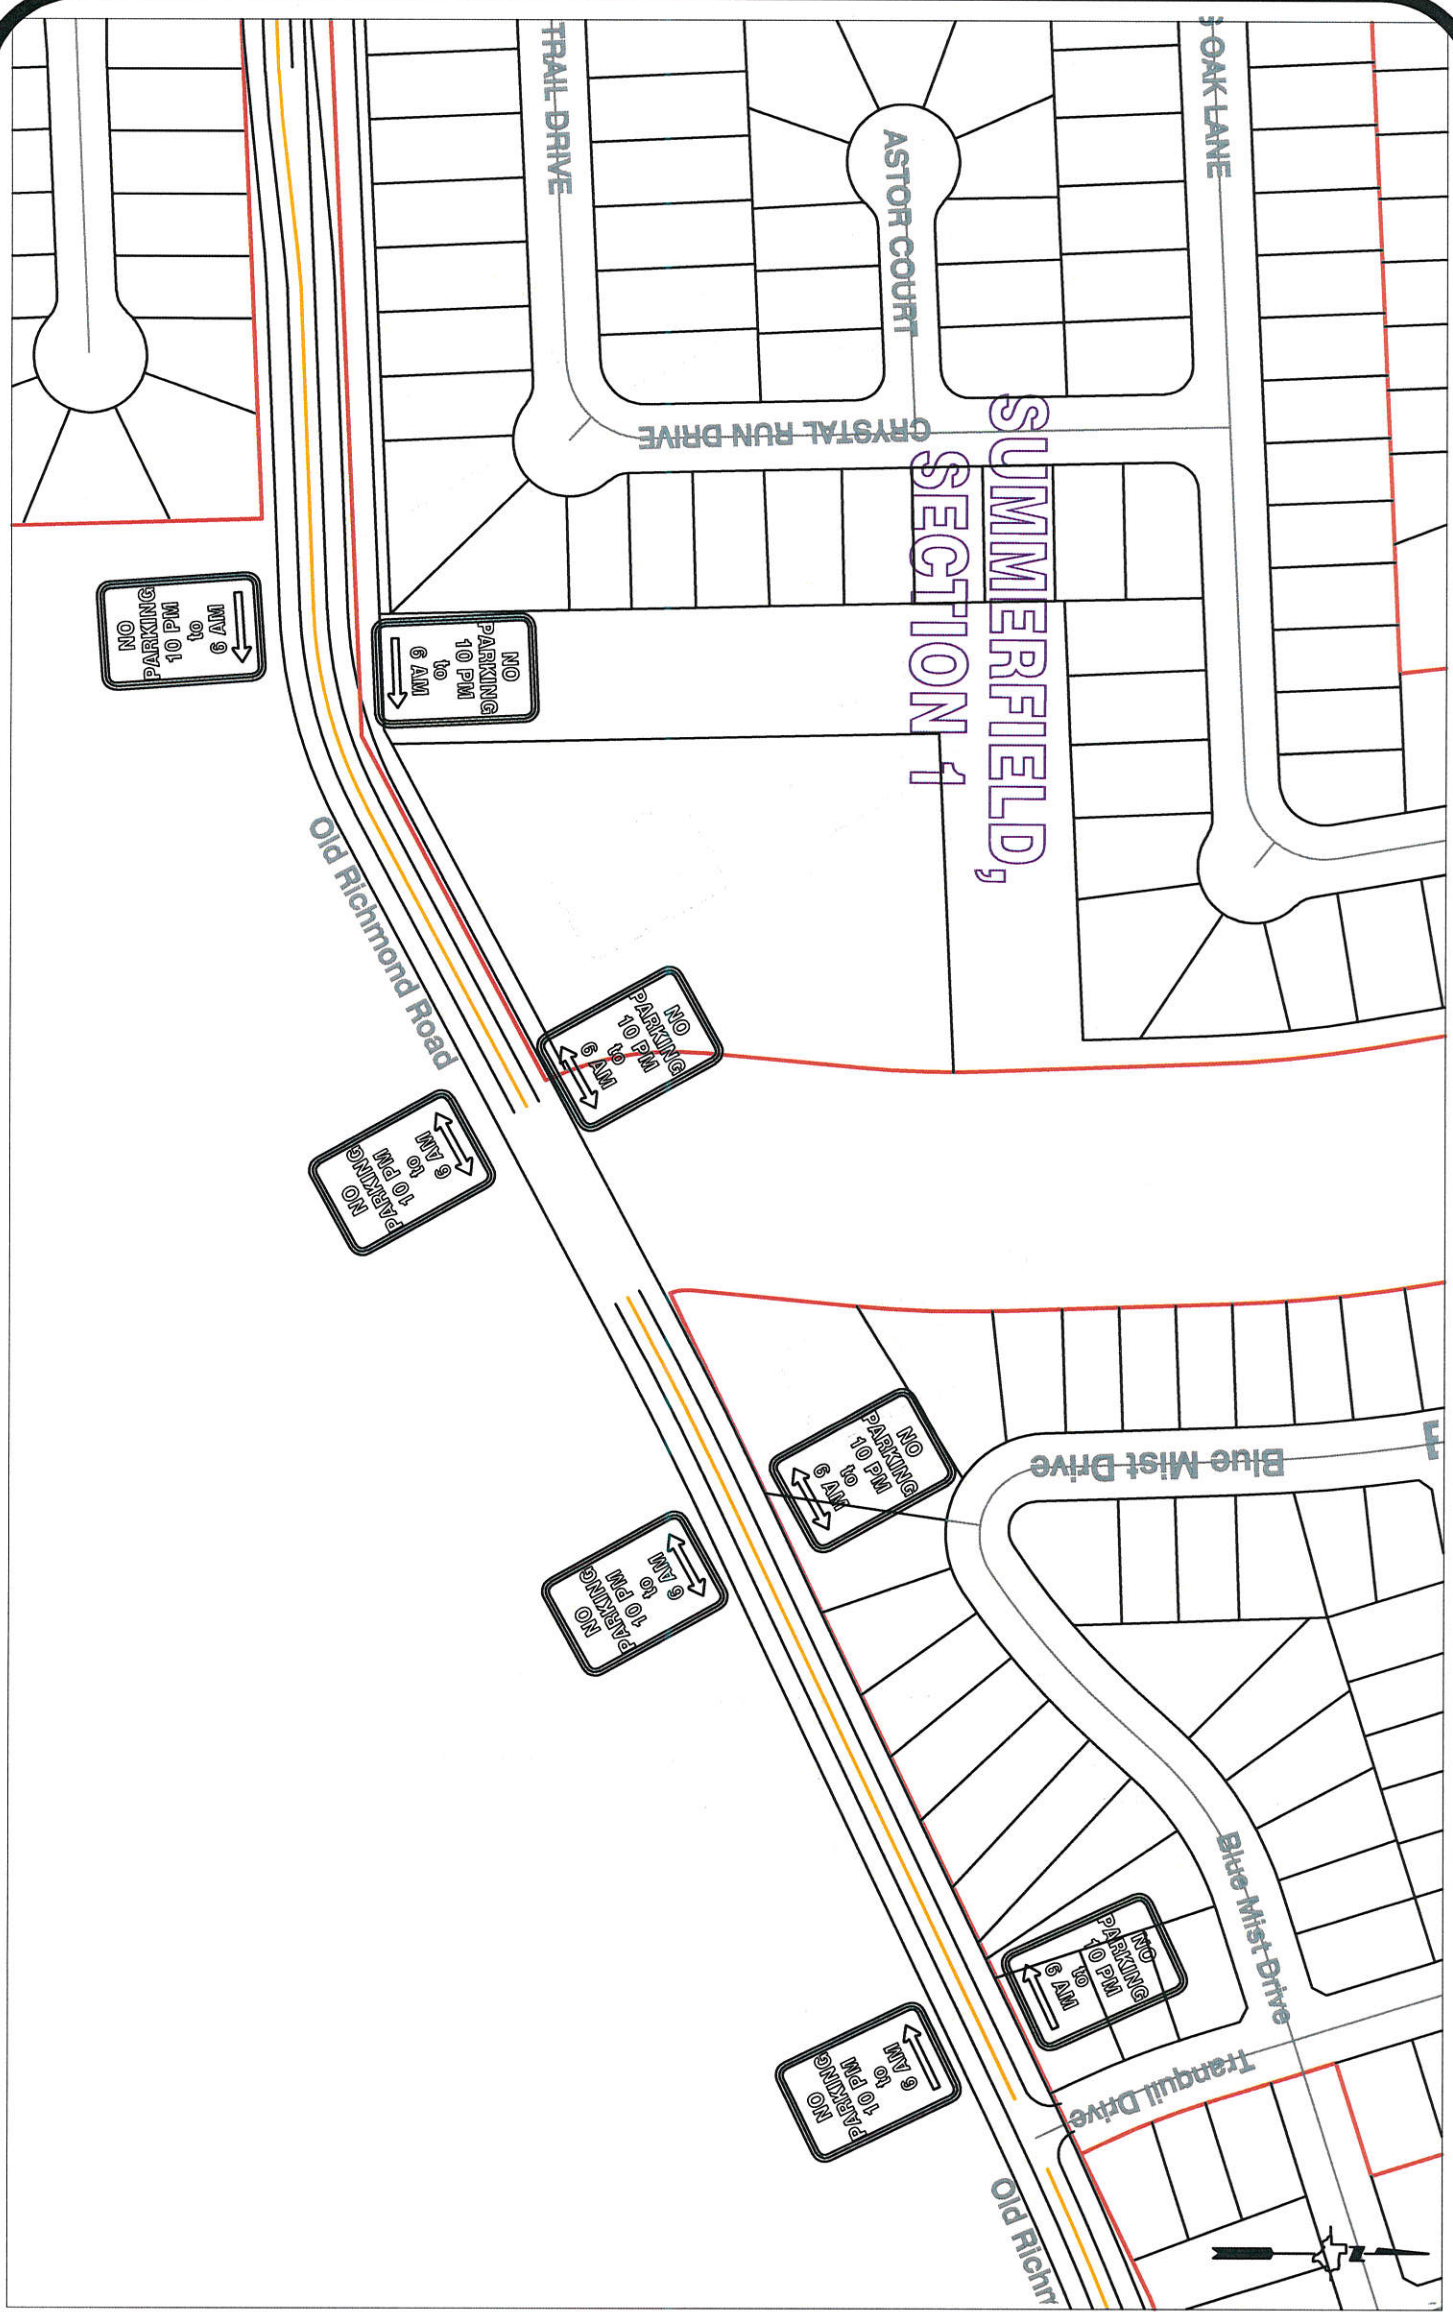 TRAIL DRIVE
ASTOR COURT
OAK LANE
CRYSTAL RUN DRIVE
SUMMERFIELD,
SECTION 1
NO
PARKING
10 PM
to
6 AM
NO
PARKING
10 PM
to
6 AM
Old Richmond Road
NO
PARKING
10 PM
to
6 AM
NO
PARKING
10 PM
to
6 AM
Blue Mist Drive
NO
PARKING
10 PM
to
6 AM
NO
PARKING
10 PM
to
6 AM
Blue Mist Drive
NO
PARKING
10 PM
to
6 AM
NO
PARKING
10 PM
to
6 AM
Tranquil Drive
Old Richm
N